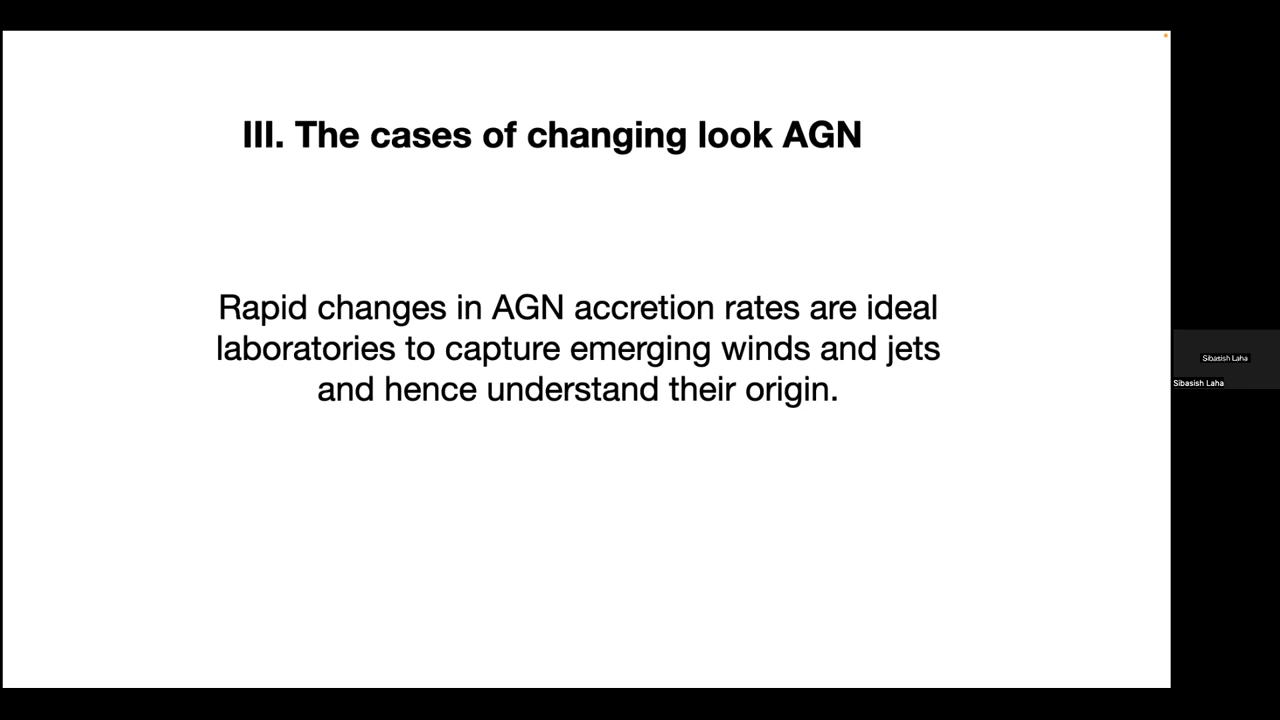 III. The cases of changing look AGN
Rapid changes in AGN accretion rates are ideal
laboratories to capture emerging winds and jets
and hence understand their origin.
Sibasish Laha
Sibasish Laha